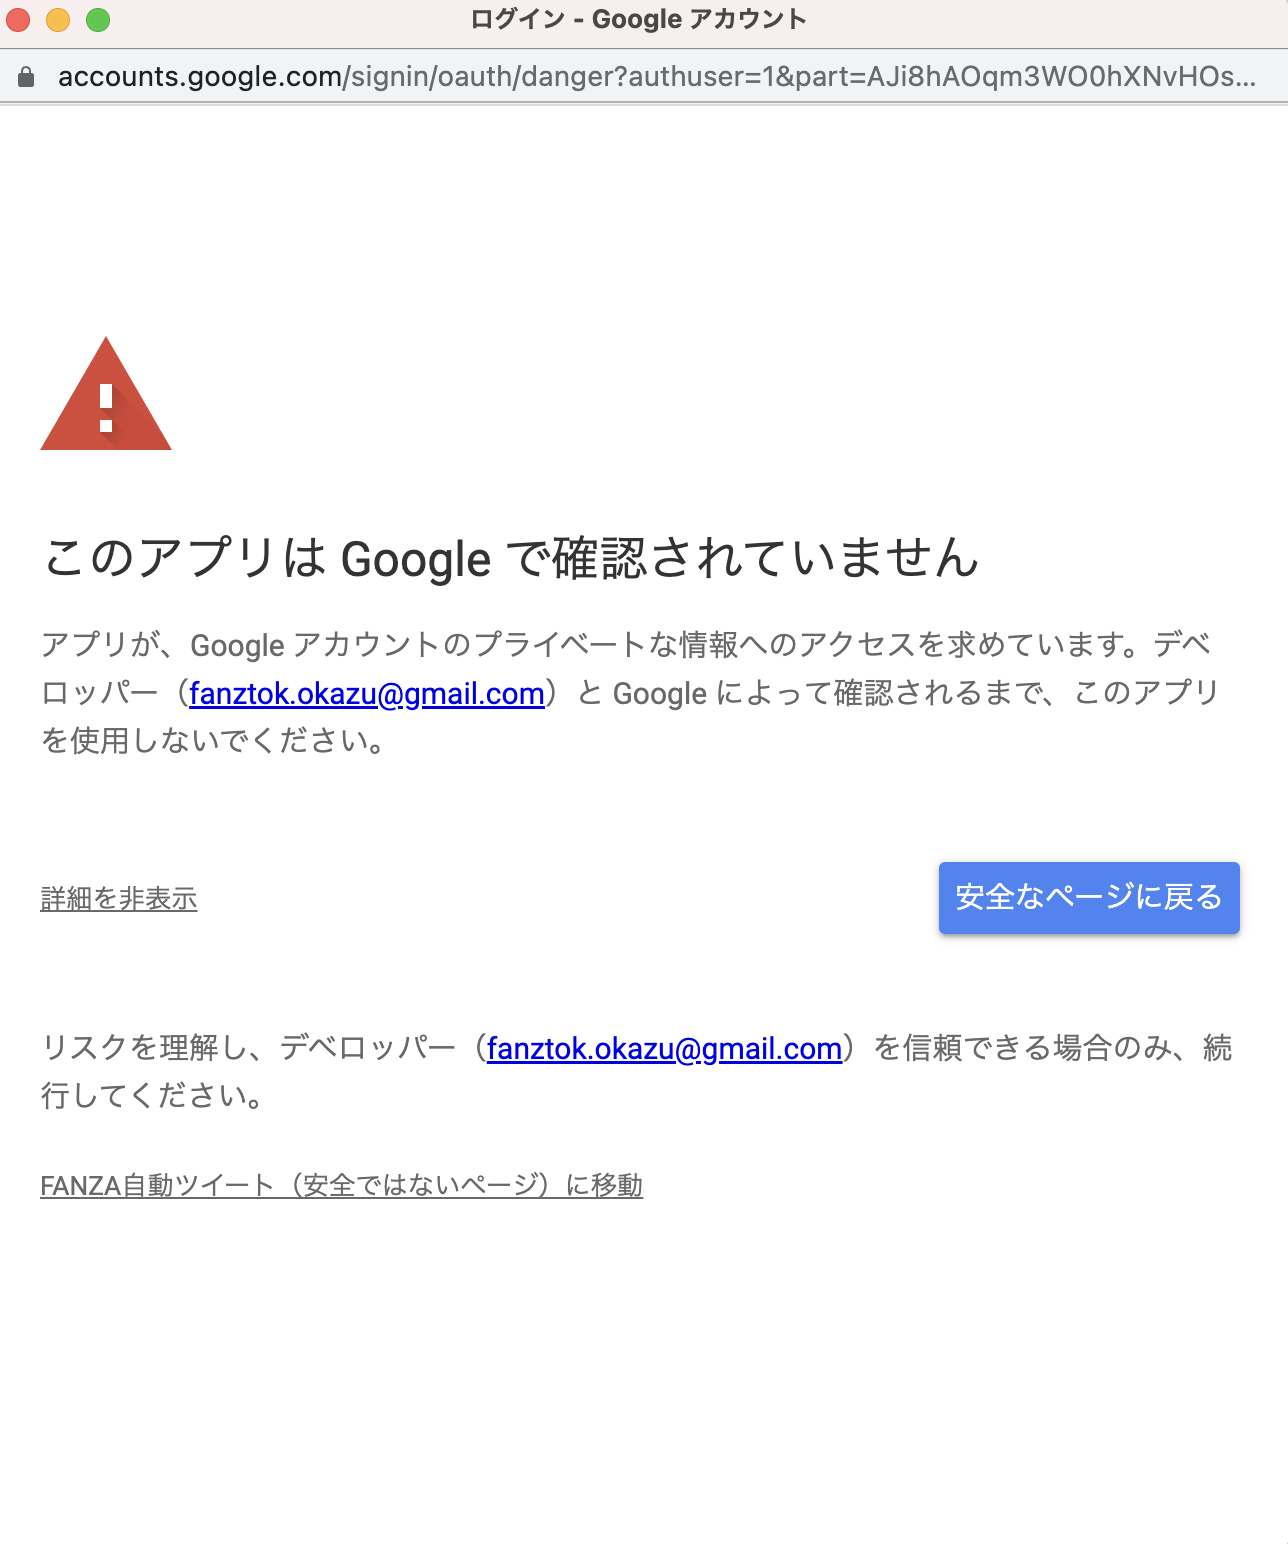 ログイン - Google アカウント
accounts.google.com/signin/oauth/danger?authuser=1&part=AJi8hAOqm3WO0hXNvHOs...
このアプリは Google で確認されていません
アプリが、Google アカウントのプライベートな情報へのアクセスを求めています。デベ
ロッパー（fanztok.okazu@gmail.com）と Google によって確認されるまで、このアプリ
を使用しないでください。
詳細を非表示
安全なページに戻る
リスクを理解し、デベロッパー（fanztok.okazu@gmail.com）を信頼できる場合のみ、続
行してください。
FANZA自動ツイート（安全ではないページ）に移動